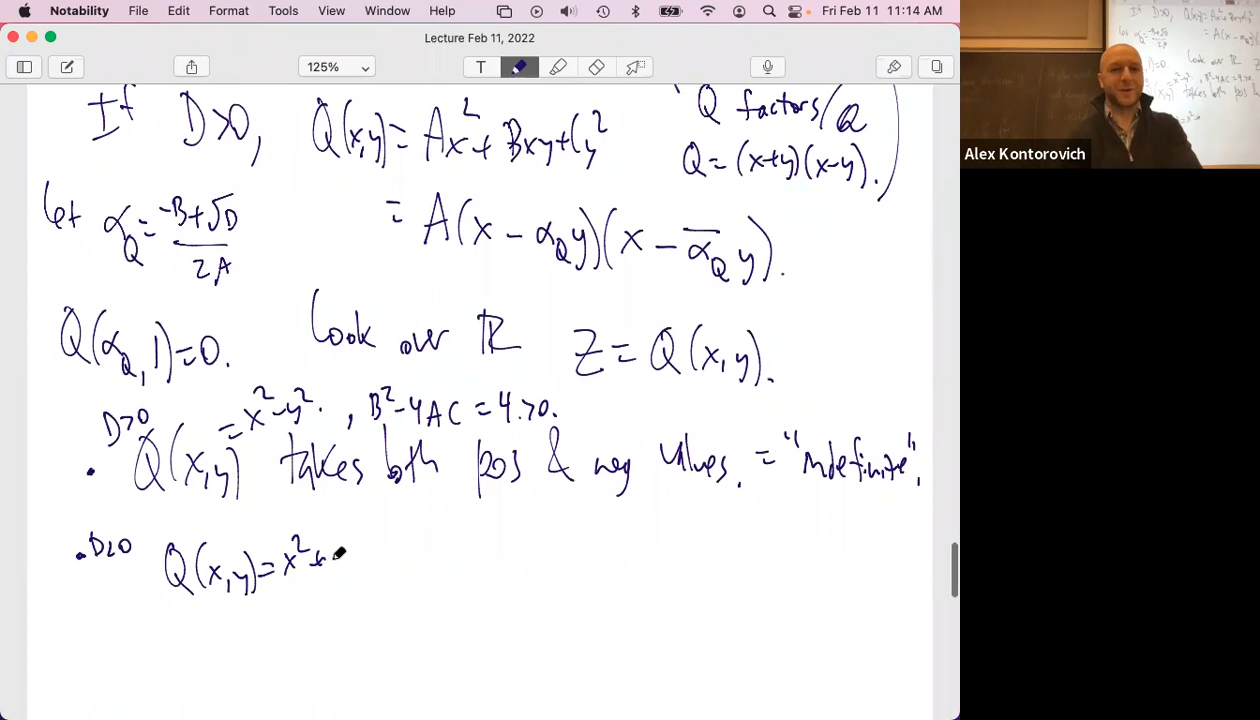 Notability File Edit Format Tools View Window Help Fri Feb 11 11:14 AM
Lecture Feb 11, 2022
125% T
If D>0, Q(x,y)=Ax²+Bxy+Cy²
Q factors/Q
Q=(x+y)(x-y).)
let α_Q = (-B+√D)/2A
= A(x-α_Q y)(x-\overline{α_Q} y).
Q(α_Q,1)=0. Look over ℝ Z=Q(x,y).
D>0 =x²-y². , B²-4AC=4.>0.
• Q(x,y) takes both pos & neg values. = "indefinite".
• D<0 Q(x,y)=x²+
Alex Kontorovich